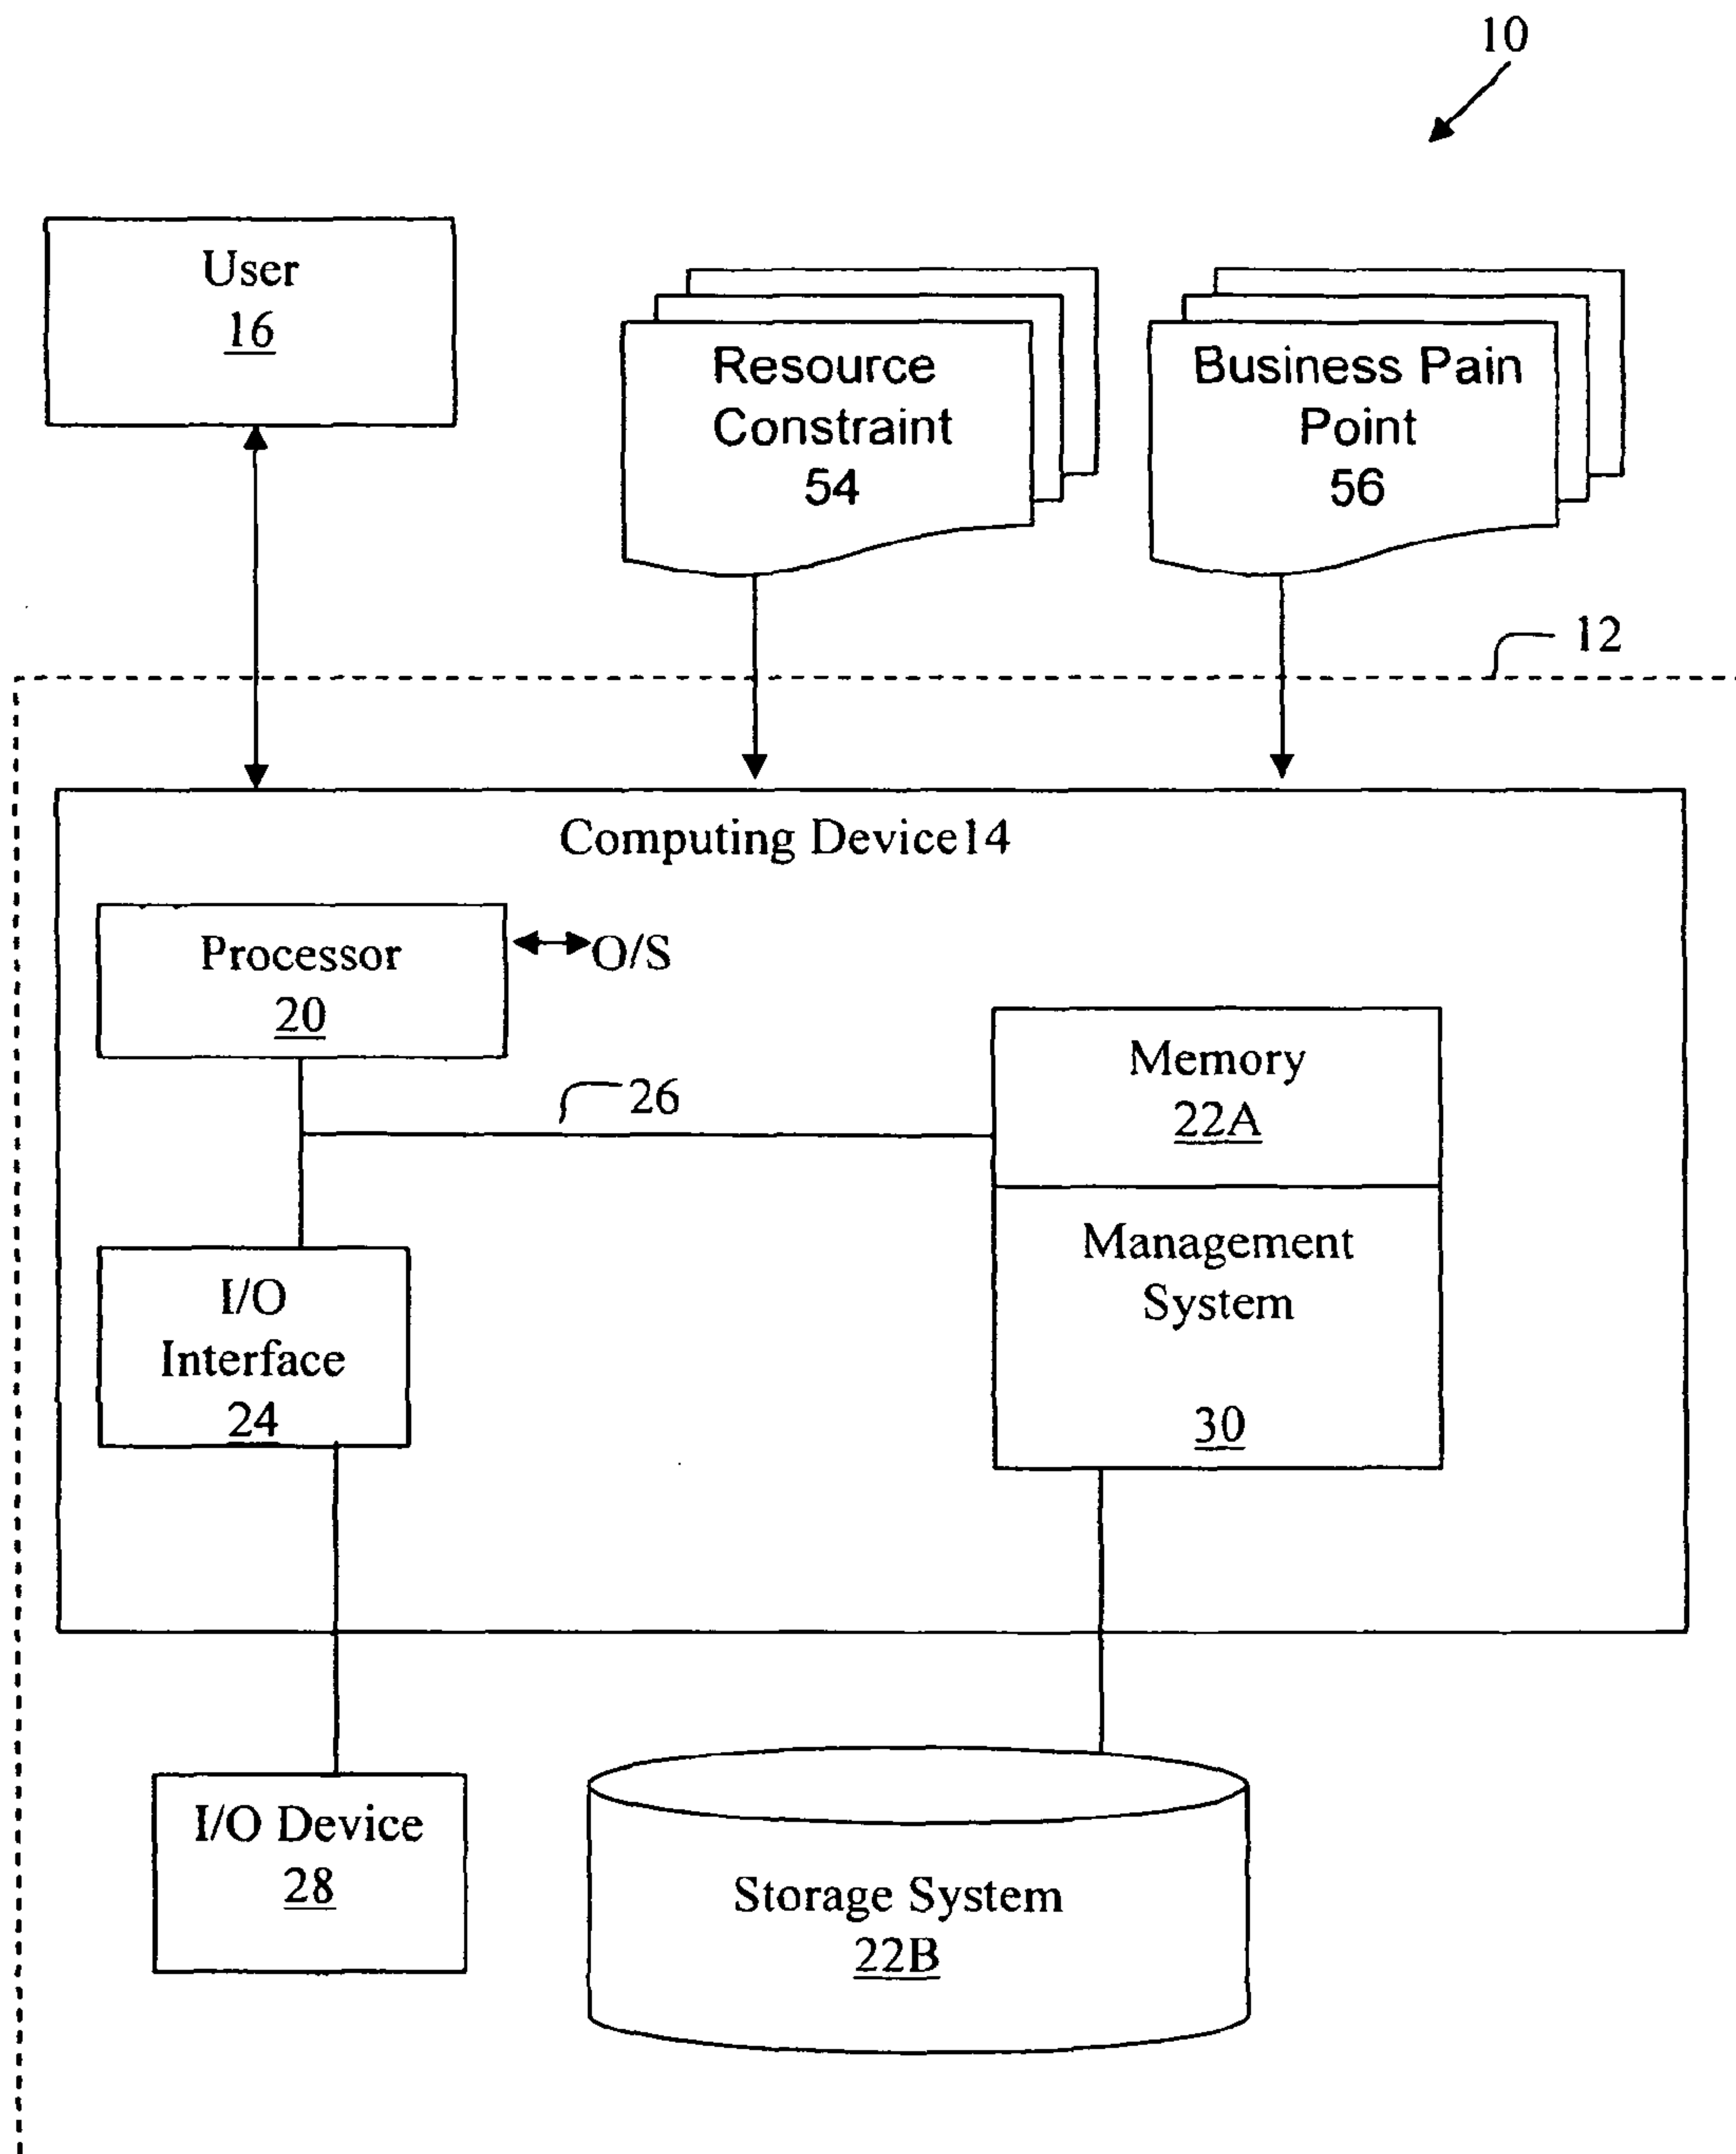 10
User
16
Resource
Constraint
54
Business Pain
Point
56
12
Computing Device14
Processor
20
O/S
26
Memory
22A
Management
System
30
I/O
Interface
24
I/O Device
28
Storage System
22B